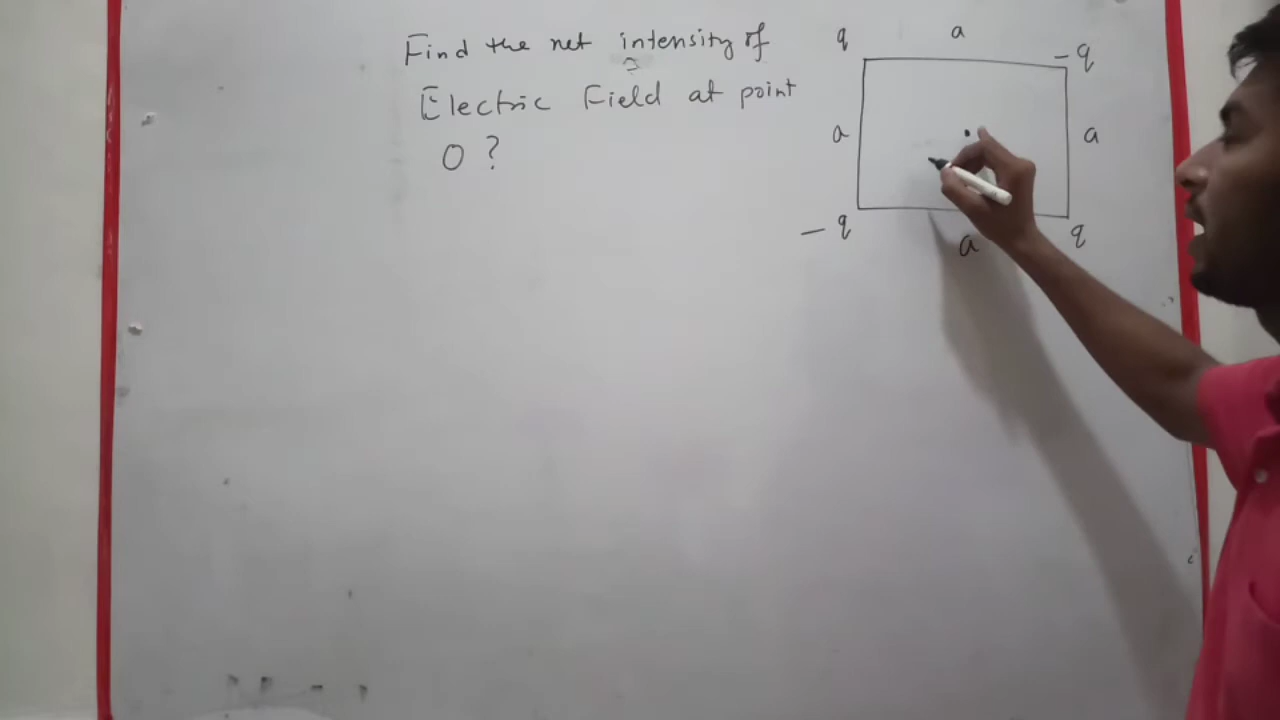 Find the net intensity of
Electric Field at point
O ?
q a -q
a a
-q a q